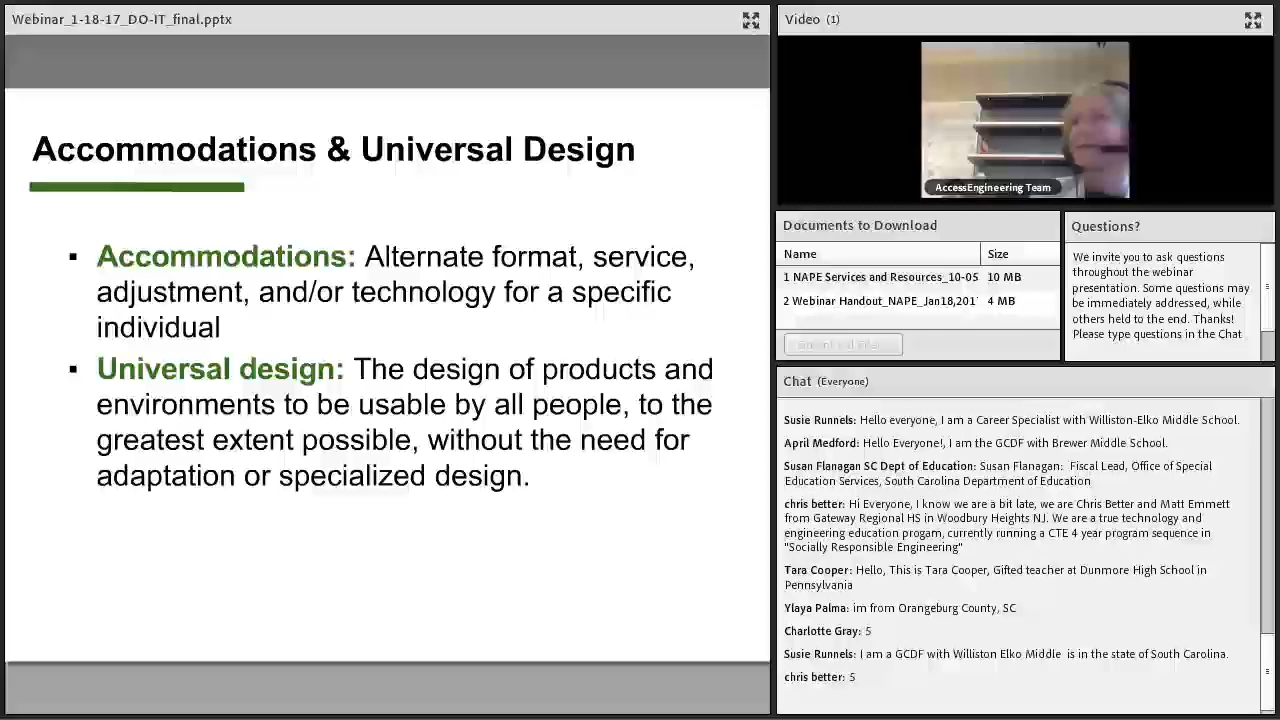 Webinar_1-18-17_DO-IT_final.pptx
Accommodations & Universal Design
▪ Accommodations: Alternate format, service,
adjustment, and/or technology for a specific
individual
▪ Universal design: The design of products and
environments to be usable by all people, to the
greatest extent possible, without the need for
adaptation or specialized design.
Video (1)
AccessEngineering Team
Documents to Download
Name Size
1 NAPE Services and Resources_10-05 10 MB
2 Webinar Handout_NAPE_Jan18,201 4 MB
Questions?
We invite you to ask questions
throughout the webinar
presentation. Some questions may
be immediately addressed, while
others held to the end. Thanks!
Please type questions in the Chat
Chat (Everyone)
Susie Runnels: Hello everyone, I am a Career Specialist with Williston-Elko Middle School.
April Medford: Hello Everyone!, I am the GCDF with Brewer Middle School.
Susan Flanagan SC Dept of Education: Susan Flanagan: Fiscal Lead, Office of Special
Education Services, South Carolina Department of Education
chris better: Hi Everyone, I know we are a bit late, we are Chris Better and Matt Emmett
from Gateway Regional HS in Woodbury Heights NJ. We are a true technology and
engineering education progam, currently running a CTE 4 year program sequence in
"Socially Responsible Engineering"
Tara Cooper: Hello, This is Tara Cooper, Gifted teacher at Dunmore High School in
Pennsylvania
Ylaya Palma: im from Orangeburg County, SC
Charlotte Gray: 5
Susie Runnels: I am a GCDF with Williston Elko Middle is in the state of South Carolina.
chris better: 5